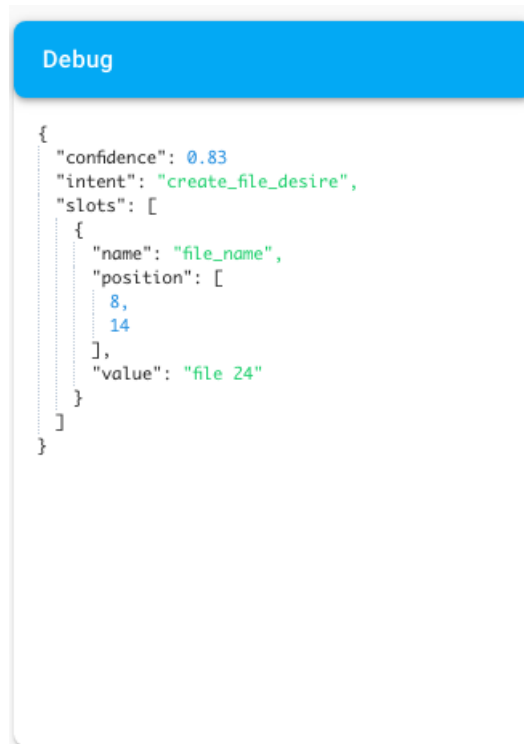 Debug
{
"confidence": 0.83
"intent": "create_file_desire",
"slots": [
{
"name": "file_name",
"position": [
8,
14
],
"value": "file 24"
}
]
}